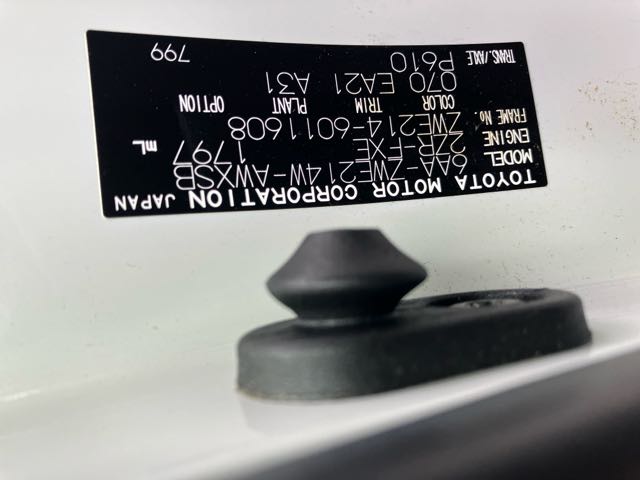 TOYOTA MOTOR CORPORATION JAPAN
MODEL 6AA-ZWE214W-AWXSB
ENGINE 2ZR-FXE 1797 mL
FRAME No. ZWE214-6011608
COLOR TRIM PLANT OPTION
070 EA21 A31
TRANS./AXLE P610
799